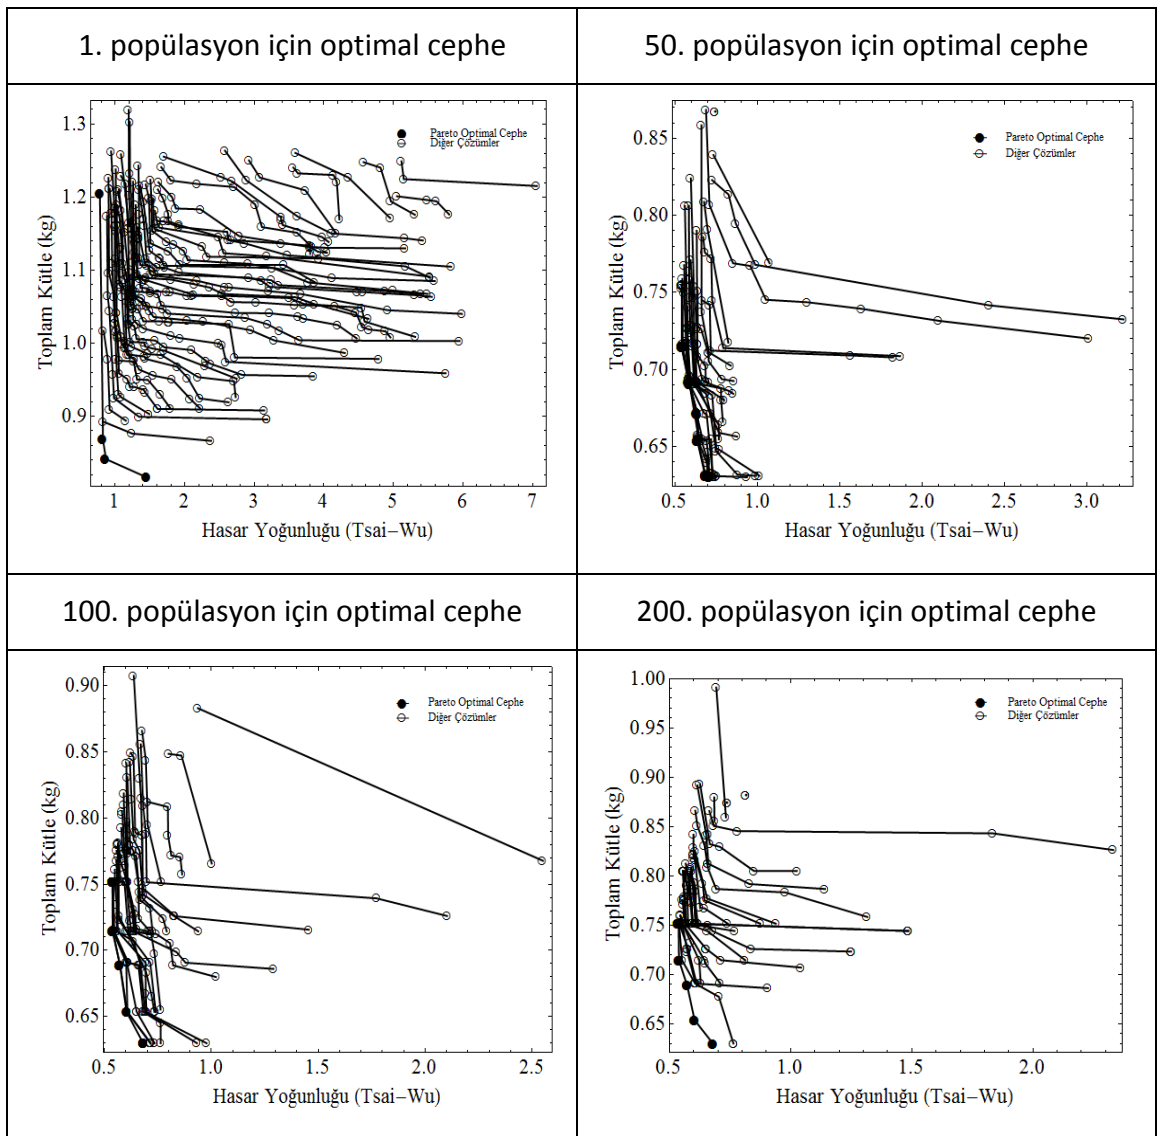 1. popülasyon için optimal cephe
50. popülasyon için optimal cephe
1.3
1.2
1.1
1.0
0.9
Toplam Kütle (kg)
Pareto Optimal Cephe
Diğer Çözümler
1 2 3 4 5 6 7
Hasar Yoğunluğu (Tsai−Wu)
0.85
0.80
0.75
0.70
0.65
Toplam Kütle (kg)
Pareto Optimal Cephe
Diğer Çözümler
0.5 1.0 1.5 2.0 2.5 3.0
Hasar Yoğunluğu (Tsai−Wu)
100. popülasyon için optimal cephe
200. popülasyon için optimal cephe
0.90
0.85
0.80
0.75
0.70
0.65
Toplam Kütle (kg)
Pareto Optimal Cephe
Diğer Çözümler
0.5 1.0 1.5 2.0 2.5
Hasar Yoğunluğu (Tsai−Wu)
1.00
0.95
0.90
0.85
0.80
0.75
0.70
0.65
Toplam Kütle (kg)
Pareto Optimal Cephe
Diğer Çözümler
0.5 1.0 1.5 2.0
Hasar Yoğunluğu (Tsai−Wu)